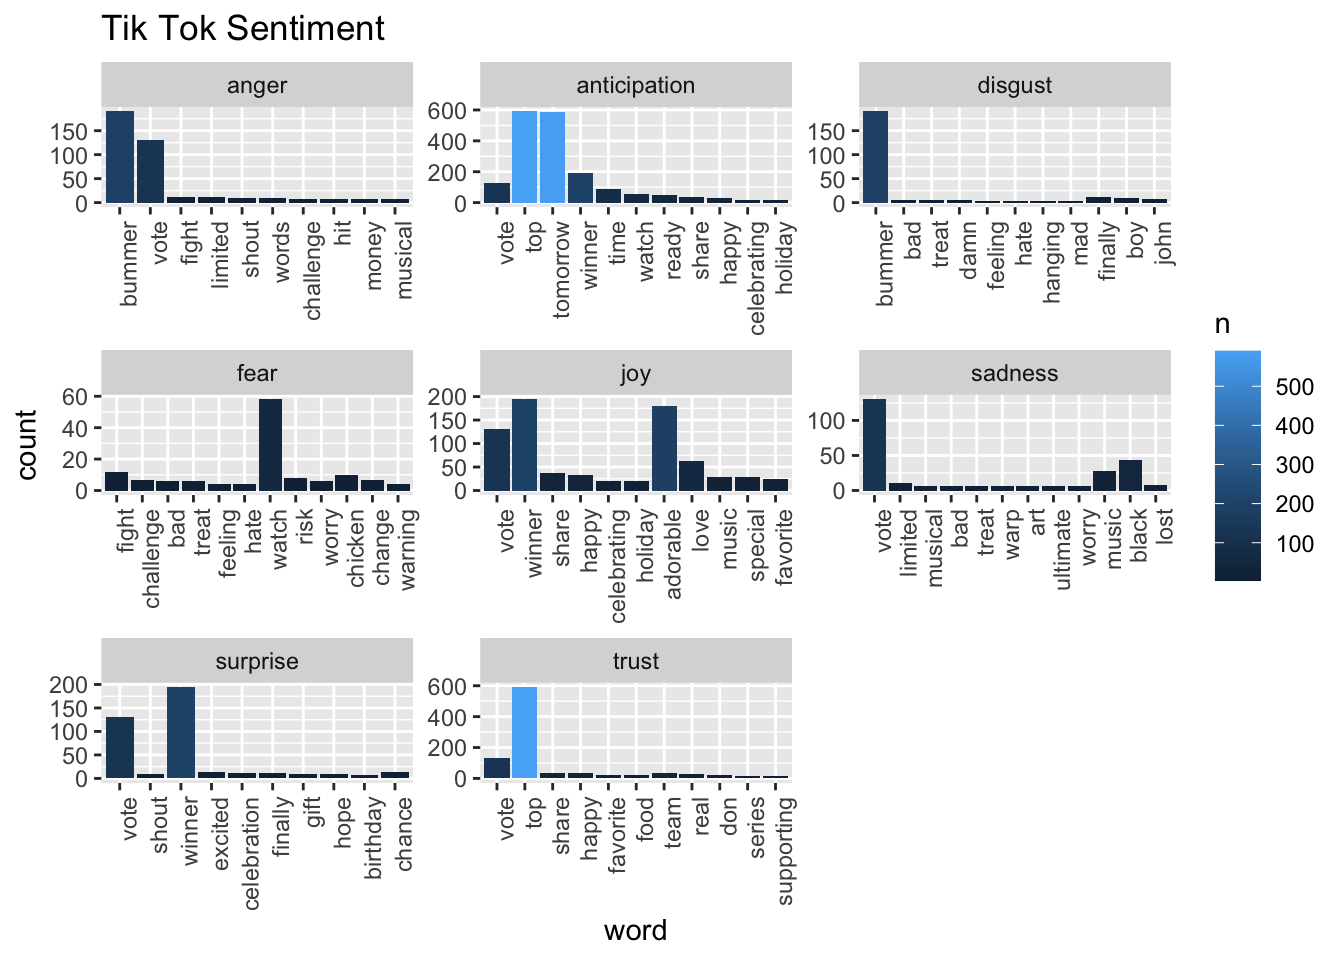 Tik Tok Sentiment
anger
anticipation
disgust
150
100
50
0
600
400
200
0
150
100
50
0
bummer
vote
fight
limited
shout
words
challenge
hit
money
musical
vote
top
tomorrow
winner
time
watch
ready
share
happy
celebrating
holiday
bummer
bad
treat
damn
feeling
hate
hanging
mad
finally
boy
john
fear
joy
sadness
60
40
20
0
200
150
100
50
0
100
50
0
fight
challenge
bad
treat
feeling
hate
watch
risk
worry
chicken
change
warning
vote
winner
share
happy
celebrating
holiday
adorable
love
music
special
favorite
vote
limited
musical
bad
treat
warp
art
ultimate
worry
music
black
lost
surprise
trust
200
150
100
50
0
600
400
200
0
vote
shout
winner
excited
celebration
finally
gift
hope
birthday
chance
vote
top
share
happy
favorite
food
team
real
don
series
supporting
count
word
n
500
400
300
200
100